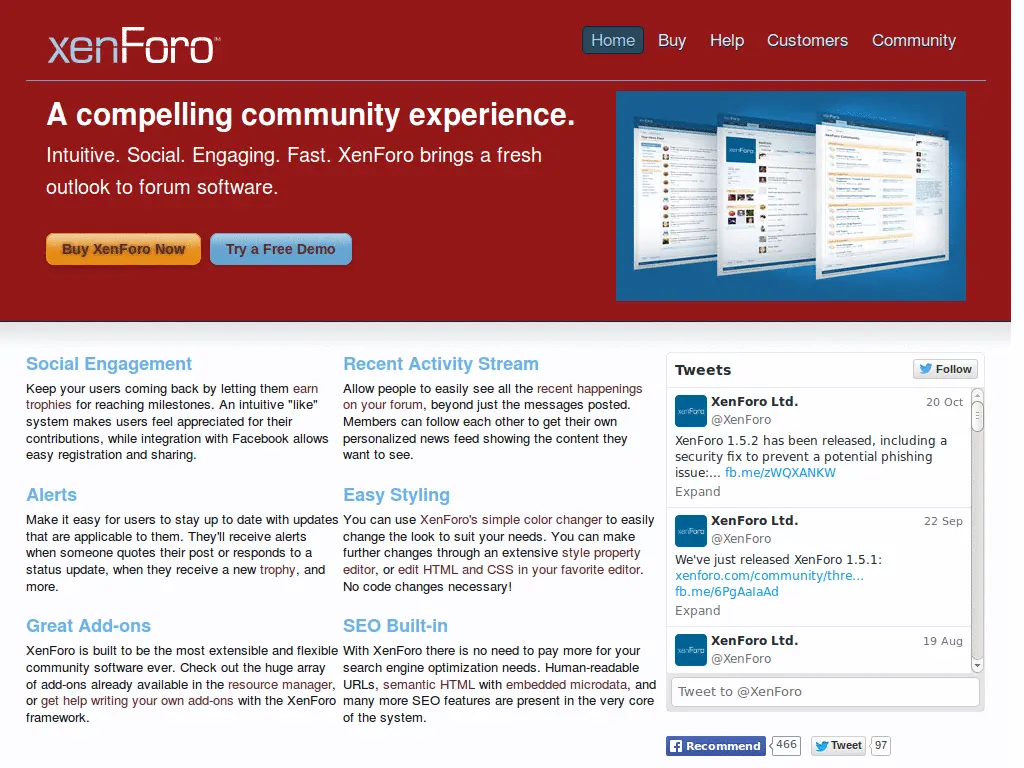 xenForo™
Home Buy Help Customers Community
A compelling community experience.
Intuitive. Social. Engaging. Fast. XenForo brings a fresh
outlook to forum software.
Buy XenForo Now Try a Free Demo
Social Engagement
Keep your users coming back by letting them earn
trophies for reaching milestones. An intuitive "like"
system makes users feel appreciated for their
contributions, while integration with Facebook allows
easy registration and sharing.
Recent Activity Stream
Allow people to easily see all the recent happenings
on your forum, beyond just the messages posted.
Members can follow each other to get their own
personalized news feed showing the content they
want to see.
Alerts
Make it easy for users to stay up to date with updates
that are applicable to them. They'll receive alerts
when someone quotes their post or responds to a
status update, when they receive a new trophy, and
more.
Easy Styling
You can use XenForo's simple color changer to easily
change the look to suit your needs. You can make
further changes through an extensive style property
editor, or edit HTML and CSS in your favorite editor.
No code changes necessary!
Great Add-ons
XenForo is built to be the most extensible and flexible
community software ever. Check out the huge array
of add-ons already available in the resource manager,
or get help writing your own add-ons with the XenForo
framework.
SEO Built-in
With XenForo there is no need to pay more for your
search engine optimization needs. Human-readable
URLs, semantic HTML with embedded microdata, and
many more SEO features are present in the very core
of the system.
Tweets Follow
XenForo Ltd. 20 Oct
@XenForo
XenForo 1.5.2 has been released, including a
security fix to prevent a potential phishing
issue:... fb.me/zWQXANKW
Expand
XenForo Ltd. 22 Sep
@XenForo
We've just released XenForo 1.5.1:
xenforo.com/community/thre...
fb.me/6PgAaIaAd
Expand
XenForo Ltd. 19 Aug
@XenForo
Tweet to @XenForo
Recommend 466 Tweet 97